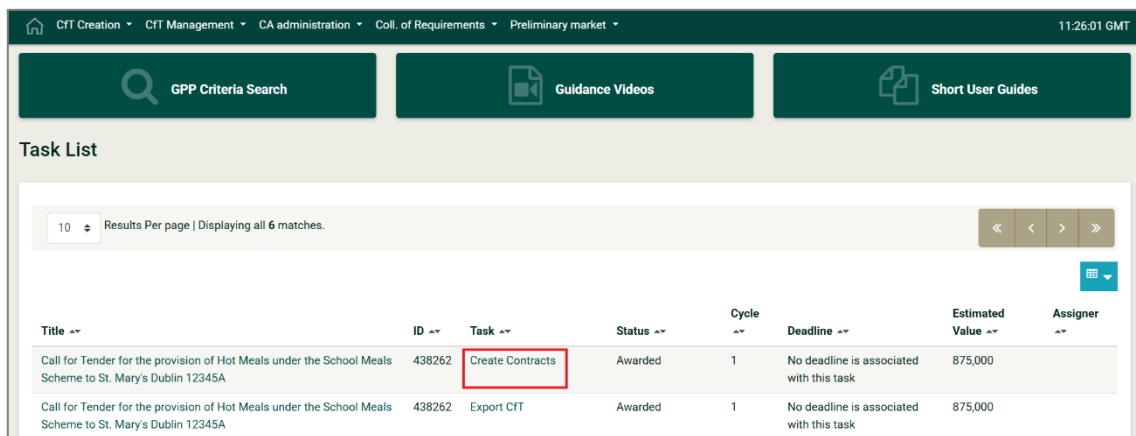 CfT Creation CfT Management CA administration Coll. of Requirements Preliminary market 11:26:01 GMT
GPP Criteria Search Guidance Videos Short User Guides
Task List
10 Results Per page | Displaying all 6 matches.
« < > »
Cycle Estimated Assigner
Title ID Task Status Deadline Value
Call for Tender for the provision of Hot Meals under the School Meals 438262 Create Contracts Awarded 1 No deadline is associated 875,000
Scheme to St. Mary's Dublin 12345A with this task
Call for Tender for the provision of Hot Meals under the School Meals 438262 Export CfT Awarded 1 No deadline is associated 875,000
Scheme to St. Mary's Dublin 12345A with this task